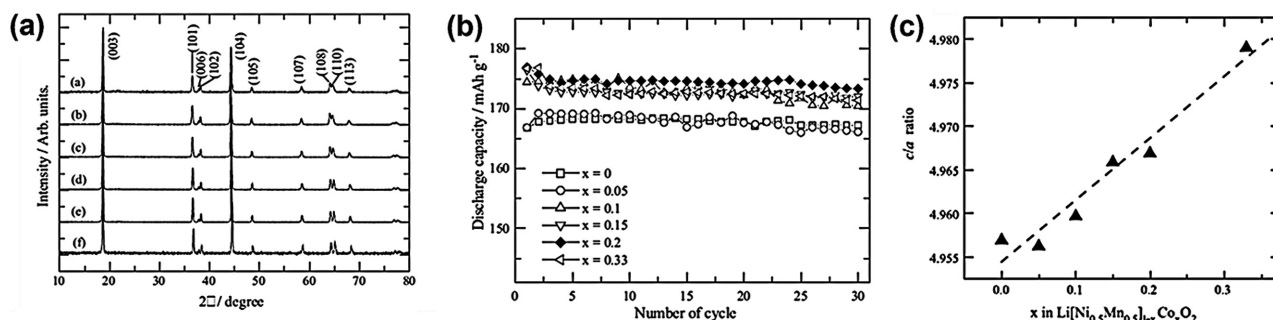 (a)
Intensity / Arb. units.
(003)
(101)
(006)
(102)
(104)
(105)
(107)
(108)
(110)
(113)
(a)
(b)
(c)
(d)
(e)
(f)
10 20 30 40 50 60 70 80
2□ / degree
(b)
Discharge capacity / mAh g⁻¹
180
170
160
150
x = 0
x = 0.05
x = 0.1
x = 0.15
x = 0.2
x = 0.33
0 5 10 15 20 25 30
Number of cycle
(c)
c/a ratio
4.980
4.975
4.970
4.965
4.960
4.955
0.0 0.1 0.2 0.3
x in Li[Ni₀.₅Mn₀.₅]₁₋ₓCoₓO₂